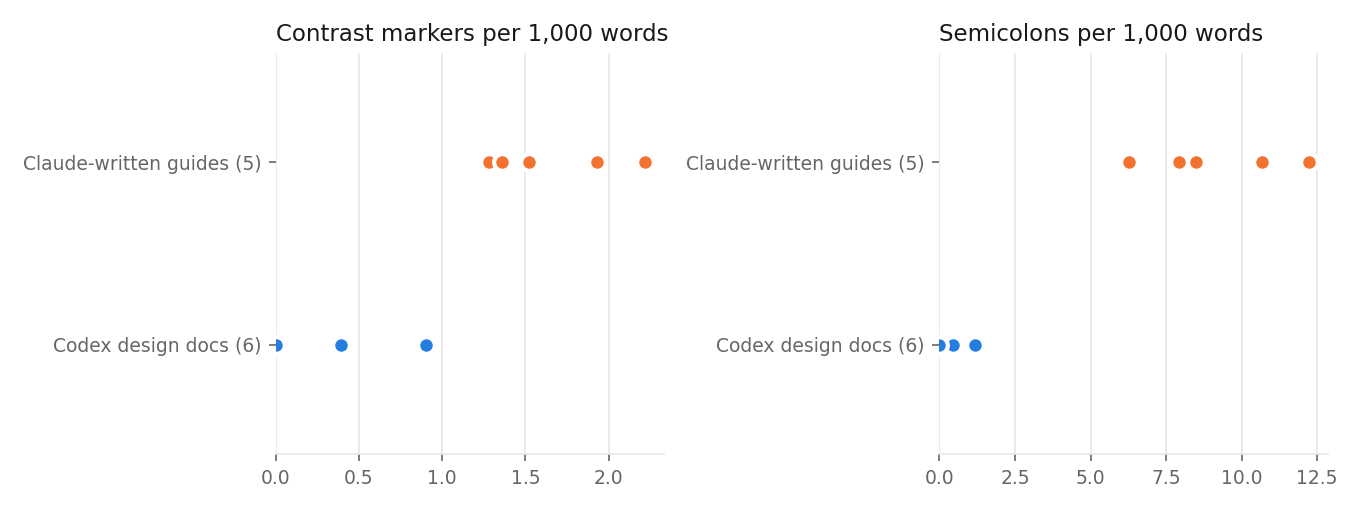 Contrast markers per 1,000 words
Claude-written guides (5)
Codex design docs (6)
0.0 0.5 1.0 1.5 2.0
Semicolons per 1,000 words
Claude-written guides (5)
Codex design docs (6)
0.0 2.5 5.0 7.5 10.0 12.5